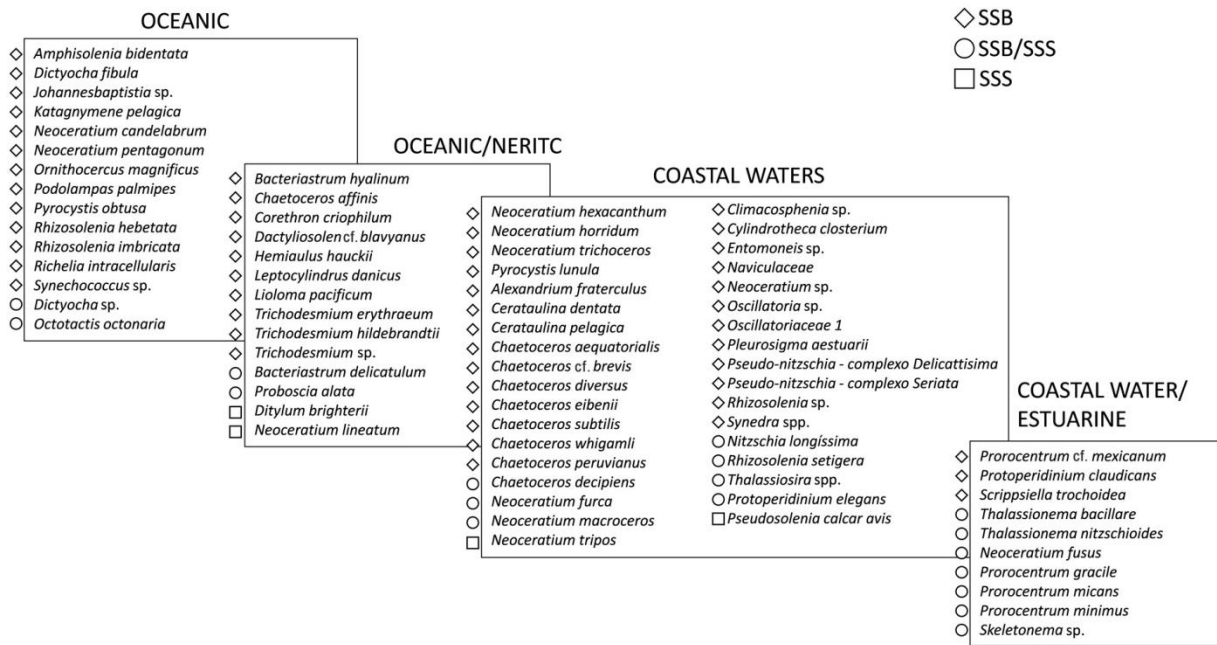 OCEANIC
Amphisolenia bidentata
Dictyocha fibula
Johannesbaptistia sp.
Katagnymene pelagica
Neoceratium candelabrum
Neoceratium pentagonum
Ornithocercus magnificus
Podolampas palmipes
Pyrocystis obtusa
Rhizosolenia hebetata
Rhizosolenia imbricata
Richelia intracellularis
Synechococcus sp.
Dictyocha sp.
Octotactis octonaria
OCEANIC/NERITC
Bacteriastrum hyalinum
Chaetoceros affinis
Corethron criophilum
Dactyliosolen cf. blavyanus
Hemiaulus hauckii
Leptocylindrus danicus
Lioloma pacificum
Trichodesmium erythraeum
Trichodesmium hildebrandtii
Trichodesmium sp.
Bacteriastrum delicatulum
Proboscia alata
Ditylum brighterii
Neoceratium lineatum
COASTAL WATERS
Neoceratium hexacanthum
Neoceratium horridum
Neoceratium trichoceros
Pyrocystis lunula
Alexandrium fraterculus
Cerataulina dentata
Cerataulina pelagica
Chaetoceros aequatorialis
Chaetoceros cf. brevis
Chaetoceros diversus
Chaetoceros eibenii
Chaetoceros subtilis
Chaetoceros whigamli
Chaetoceros peruvianus
Chaetoceros decipiens
Neoceratium furca
Neoceratium macroceros
Neoceratium tripos
Climacosphenia sp.
Cylindrotheca closterium
Entomoneis sp.
Naviculaceae
Neoceratium sp.
Oscillatoria sp.
Oscillatoriaceae 1
Pleurosigma aestuarii
Pseudo-nitzschia - complexo Delicattisima
Pseudo-nitzschia - complexo Seriata
Rhizosolenia sp.
Synedra spp.
Nitzschia longíssima
Rhizosolenia setigera
Thalassiosira spp.
Protoperidinium elegans
Pseudosolenia calcar avis
COASTAL WATER/
ESTUARINE
Prorocentrum cf. mexicanum
Protoperidinium claudicans
Scrippsiella trochoidea
Thalassionema bacillare
Thalassionema nitzschioides
Neoceratium fusus
Prorocentrum gracile
Prorocentrum micans
Prorocentrum minimus
Skeletonema sp.
SSB
SSB/SSS
SSS